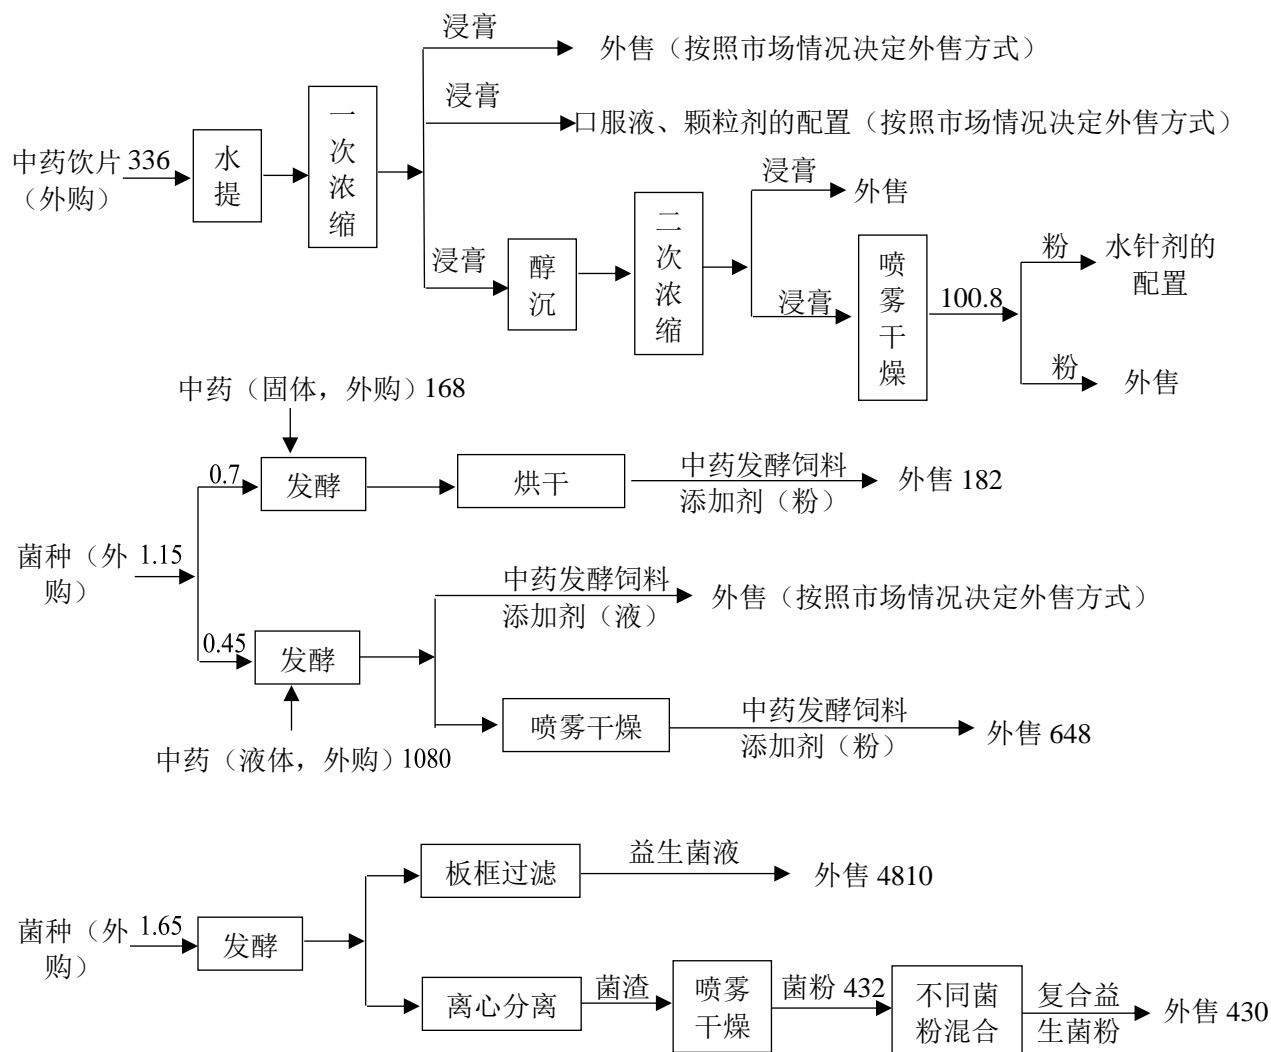 浸膏
外售（按照市场情况决定外售方式）
浸膏
口服液、颗粒剂的配置（按照市场情况决定外售方式）
中药饮片 336
（外购）
水
提
一
次
浓
缩
浸膏
醇
沉
二
次
浓
缩
浸膏
外售
浸膏
喷
雾
干
燥
100.8
粉
水针剂的
配置
粉
外售
中药（固体，外购）168
0.7
发酵
烘干
中药发酵饲料
添加剂（粉）
外售 182
菌种（外
购）
1.15
0.45
发酵
中药发酵饲料
添加剂（液）
外售（按照市场情况决定外售方式）
喷雾干燥
中药发酵饲料
添加剂（粉）
外售 648
中药（液体，外购）1080
菌种（外
购）
1.65
发酵
板框过滤
益生菌液
外售 4810
离心分离
菌渣
喷雾
干燥
菌粉 432
不同菌
粉混合
复合益
生菌粉
外售 430